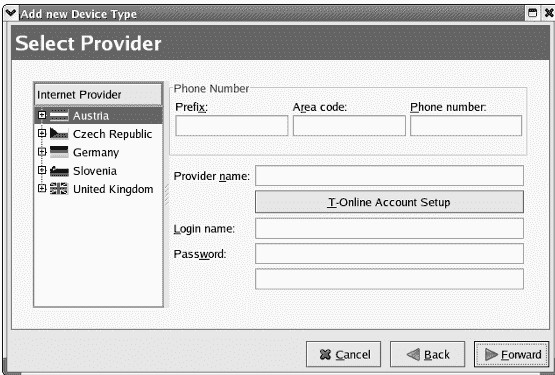 Add new Device Type
Select Provider
Internet Provider
Austria
Czech Republic
Germany
Slovenia
United Kingdom
Phone Number
Prefix: Area code: Phone number:
Provider name:
T-Online Account Setup
Login name:
Password:
Cancel Back Forward